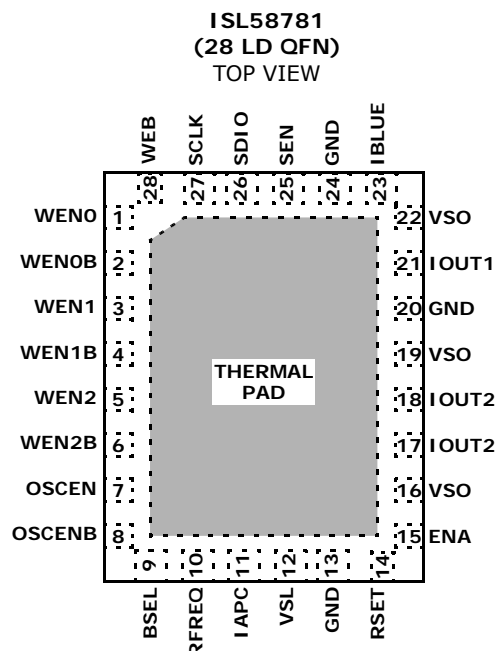 ISL58781
(28 LD QFN)
TOP VIEW
WEB
SCLK
SDIO
SEN
GND
IBLUE
28
27
26
25
24
23
WEN0 1
WEN0B 2
WEN1 3
WEN1B 4
WEN2 5
WEN2B 6
OSCEN 7
OSCENB 8
THERMAL
PAD
22 VSO
21 IOUT1
20 GND
19 VSO
18 IOUT2
17 IOUT2
16 VSO
15 ENA
9
10
11
12
13
14
BSEL
RFREQ
IAPC
VSL
GND
RSET